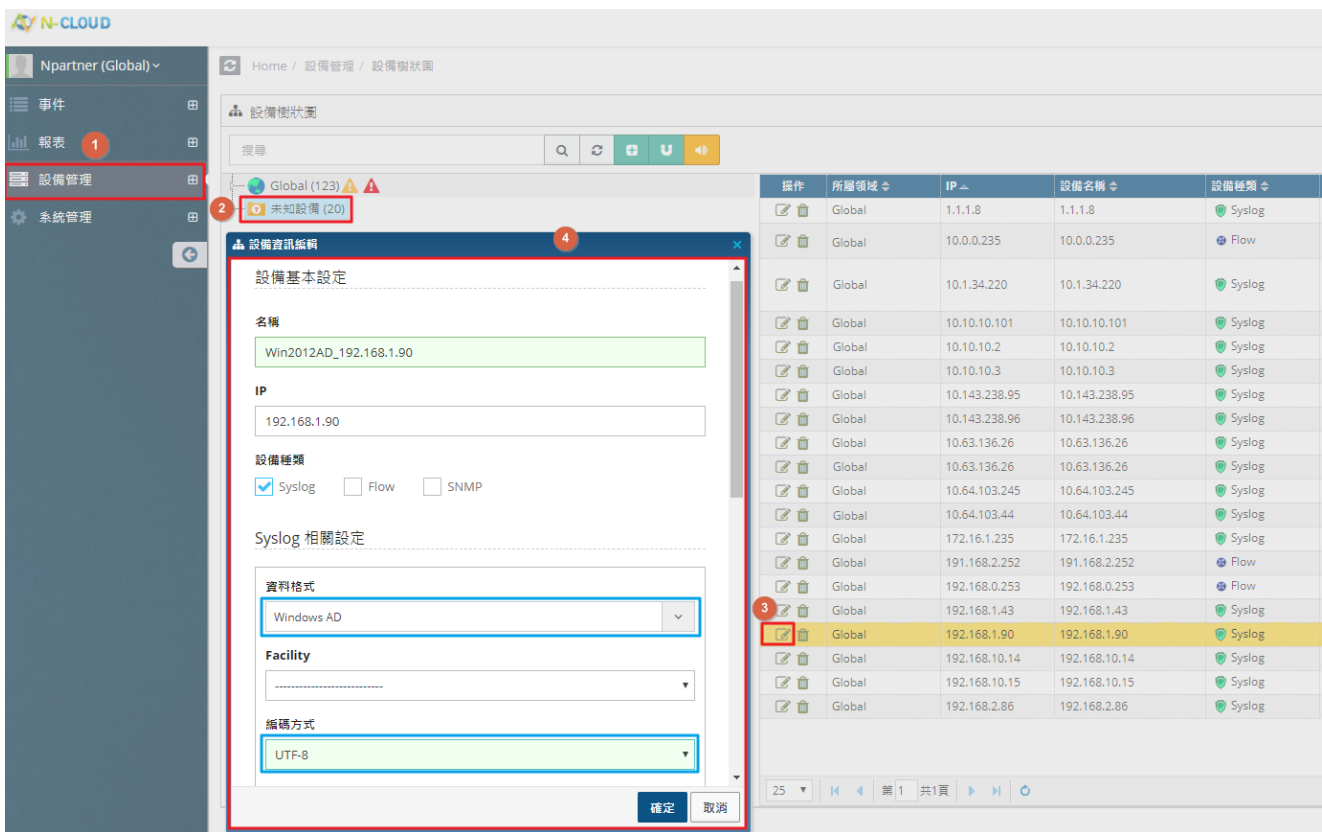 N-CLOUD
Npartner (Global)
事件
報表
1
設備管理
系統管理
Home / 設備管理 / 設備樹狀圖
設備樹狀圖
搜尋
Global (123)
2
未知設備 (20)
設備資訊編輯
4
設備基本設定
名稱
Win2012AD_192.168.1.90
IP
192.168.1.90
設備種類
Syslog Flow SNMP
Syslog 相關設定
資料格式
Windows AD
Facility
---------------------------
編碼方式
UTF-8
確定 取消
操作 所屬領域 IP 設備名稱 設備種類
Global 1.1.1.8 1.1.1.8 Syslog
Global 10.0.0.235 10.0.0.235 Flow
Global 10.1.34.220 10.1.34.220 Syslog
Global 10.10.10.101 10.10.10.101 Syslog
Global 10.10.10.2 10.10.10.2 Syslog
Global 10.10.10.3 10.10.10.3 Syslog
Global 10.143.238.95 10.143.238.95 Syslog
Global 10.143.238.96 10.143.238.96 Syslog
Global 10.63.136.26 10.63.136.26 Syslog
Global 10.63.136.26 10.63.136.26 Syslog
Global 10.64.103.245 10.64.103.245 Syslog
Global 10.64.103.44 10.64.103.44 Syslog
Global 172.16.1.235 172.16.1.235 Syslog
Global 191.168.2.252 191.168.2.252 Flow
Global 192.168.0.253 192.168.0.253 Flow
3 Global 192.168.1.43 192.168.1.43 Syslog
Global 192.168.1.90 192.168.1.90 Syslog
Global 192.168.10.14 192.168.10.14 Syslog
Global 192.168.10.15 192.168.10.15 Syslog
Global 192.168.2.86 192.168.2.86 Syslog
25 第 1 共1頁